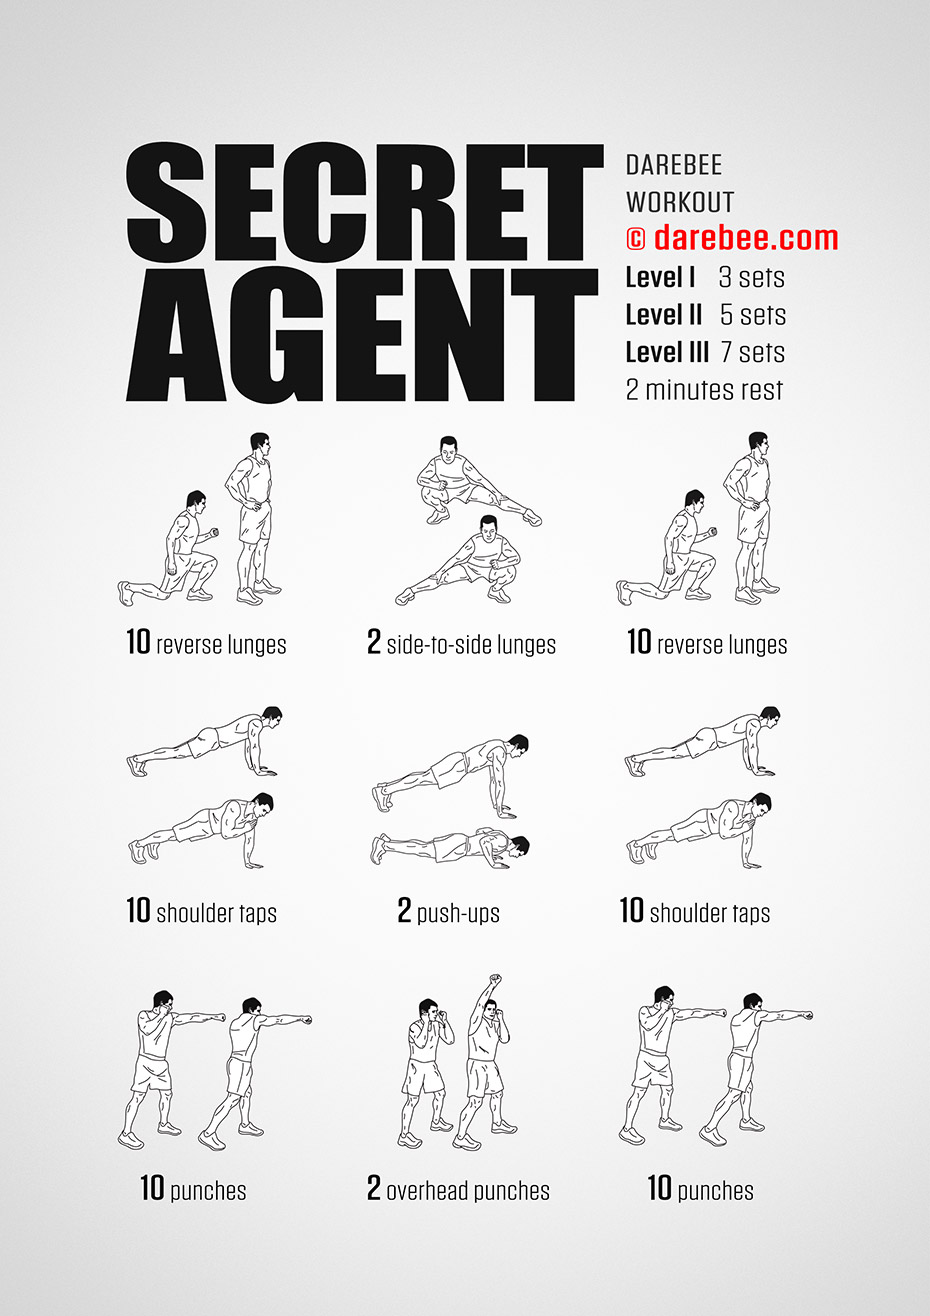 SECRET
AGENT
DAREBEE
WORKOUT
© darebee.com
Level I 3 sets
Level II 5 sets
Level III 7 sets
2 minutes rest
10 reverse lunges
2 side-to-side lunges
10 reverse lunges
10 shoulder taps
2 push-ups
10 shoulder taps
10 punches
2 overhead punches
10 punches